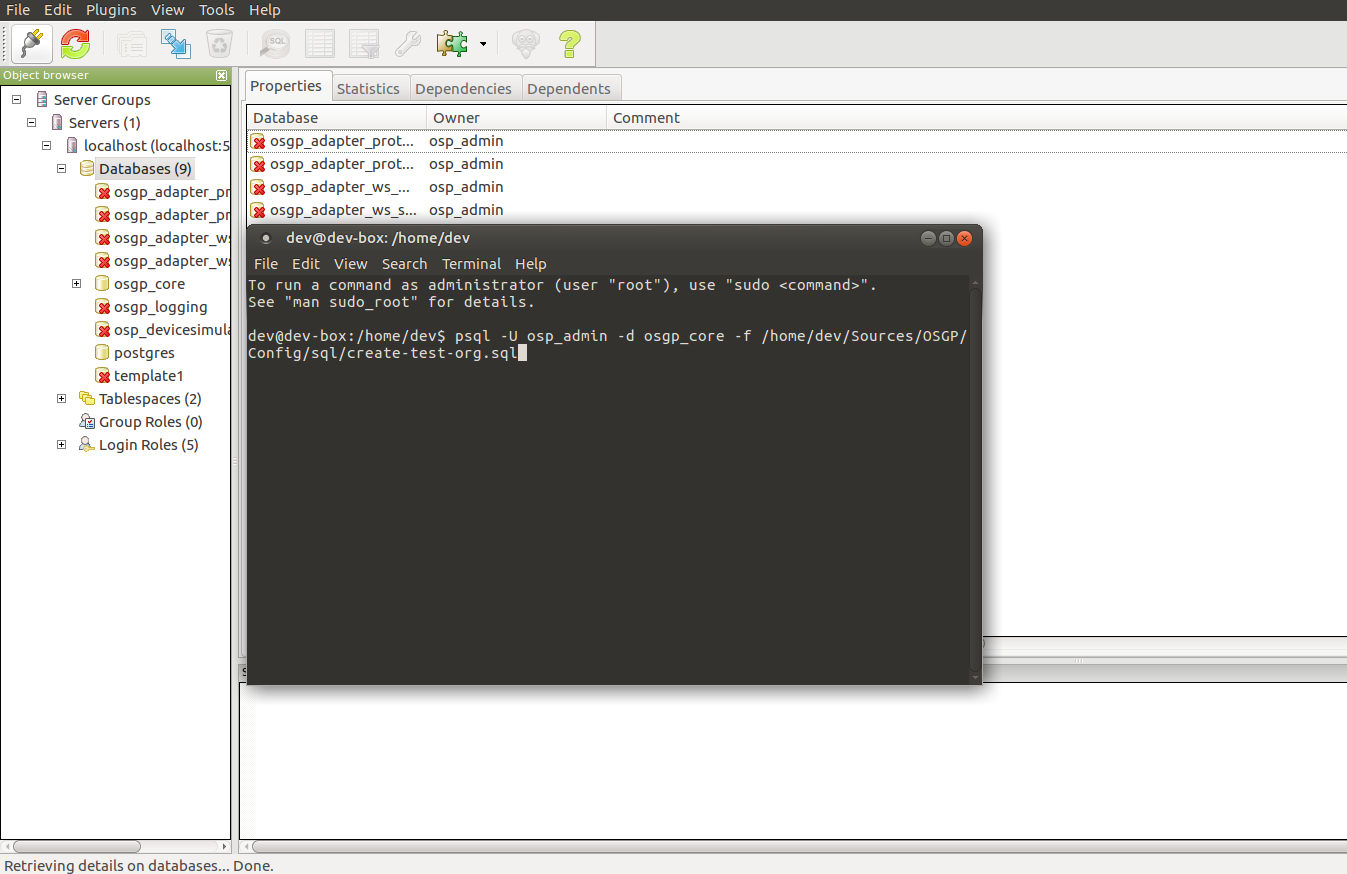 File Edit Plugins View Tools Help
SQL
Object browser
Server Groups
Servers (1)
localhost (localhost:5
Databases (9)
osgp_adapter_pr
osgp_adapter_pr
osgp_adapter_ws
osgp_adapter_ws
osgp_core
osgp_logging
osp_devicesimula
postgres
template1
Tablespaces (2)
Group Roles (0)
Login Roles (5)
Properties Statistics Dependencies Dependents
Database Owner Comment
osgp_adapter_prot... osp_admin
osgp_adapter_prot... osp_admin
osgp_adapter_ws_... osp_admin
osgp_adapter_ws_s... osp_admin
dev@dev-box: /home/dev
File Edit View Search Terminal Help
To run a command as administrator (user "root"), use "sudo <command>".
See "man sudo_root" for details.
dev@dev-box:/home/dev$ psql -U osp_admin -d osgp_core -f /home/dev/Sources/OSGP/
Config/sql/create-test-org.sql
Retrieving details on databases... Done.